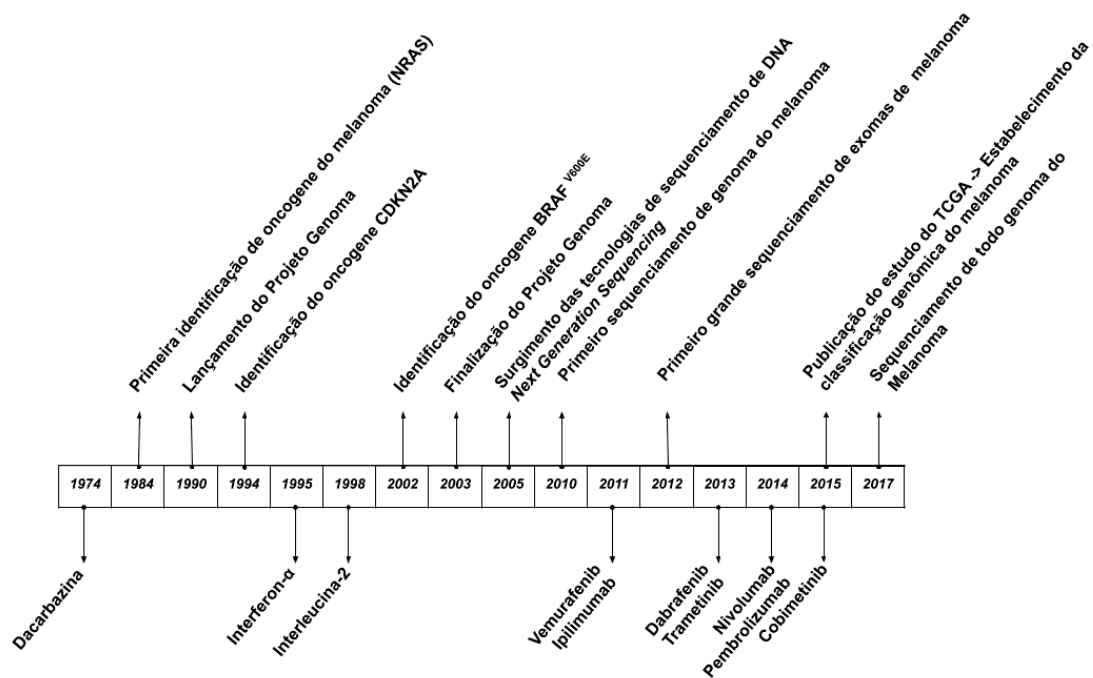 Primeira identificação de oncogene do melanoma (NRAS)
Lançamento do Projeto Genoma
Identificação do oncogene CDKN2A
Identificação do oncogene BRAF V600E
Finalização do Projeto Genoma
Surgimento das tecnologias de sequenciamento de DNA
Next Generation Sequencing
Primeiro sequenciamento de genoma do melanoma
Primeiro grande sequenciamento de exomas de melanoma
Publicação do estudo do TCGA -> Estabelecimento da
classificação genômica do melanoma
Sequenciamento de todo genoma do
Melanoma
1974 1984 1990 1994 1995 1998 2002 2003 2005 2010 2011 2012 2013 2014 2015 2017
Dacarbazina
Interferon-α
Interleucina-2
Vemurafenib
Ipilimumab
Dabrafenib
Trametinib
Nivolumab
Pembrolizumab
Cobimetinib